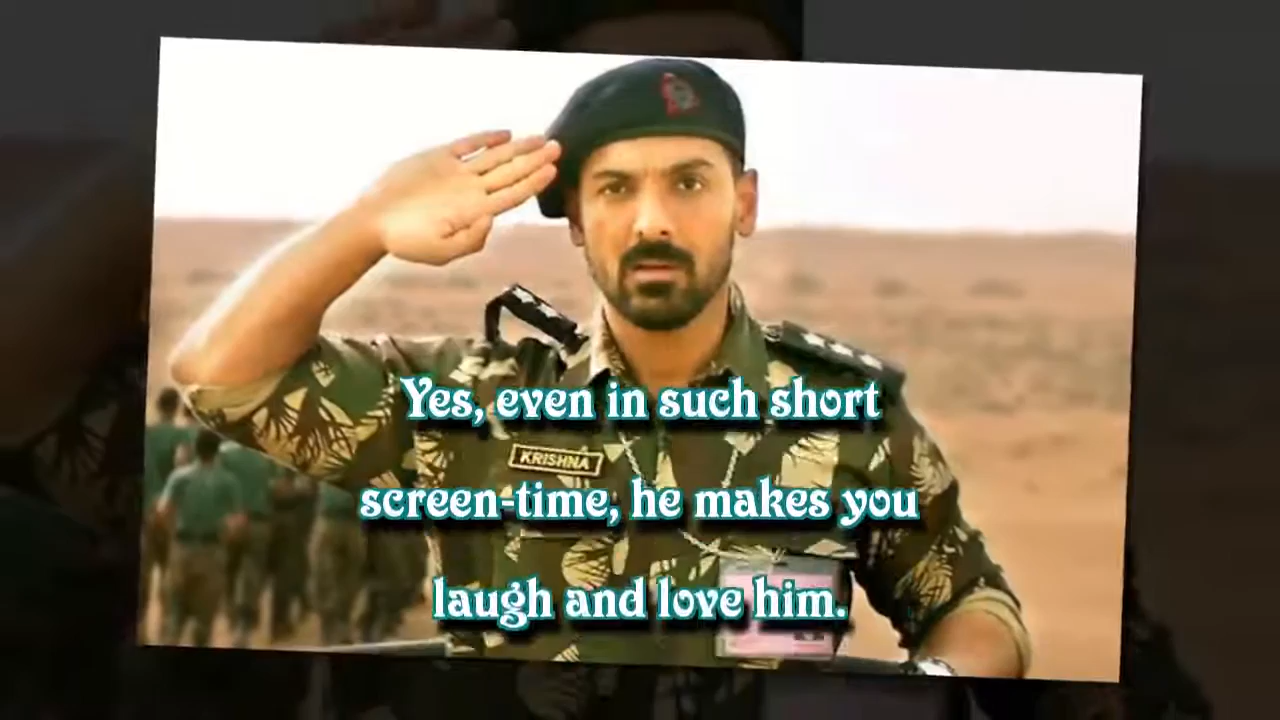 Yes, even in such short
KRISHNA
screen-time, he makes you
laugh and love him.